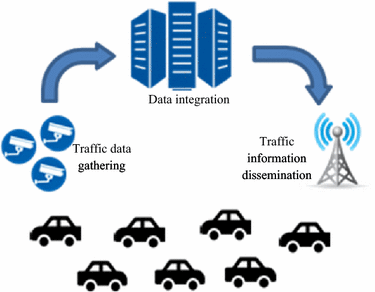 Data integration
Traffic data
gathering
Traffic
information
dissemination